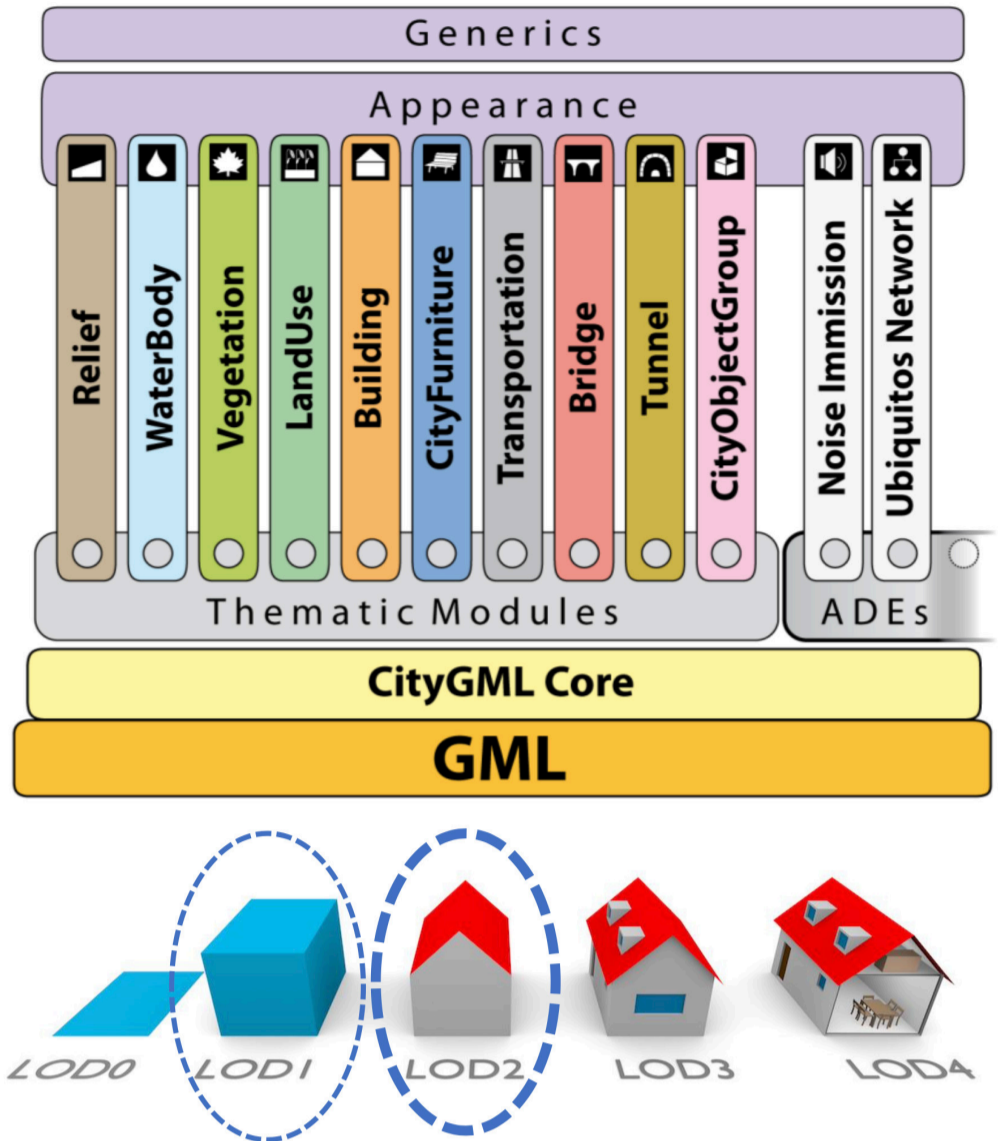 Generics
Appearance
Relief
WaterBody
Vegetation
LandUse
Building
CityFurniture
Transportation
Bridge
Tunnel
CityObjectGroup
Noise Immission
Ubiquitos Network
Thematic Modules
ADEs
CityGML Core
GML
LOD0
LOD1
LOD2
LOD3
LOD4